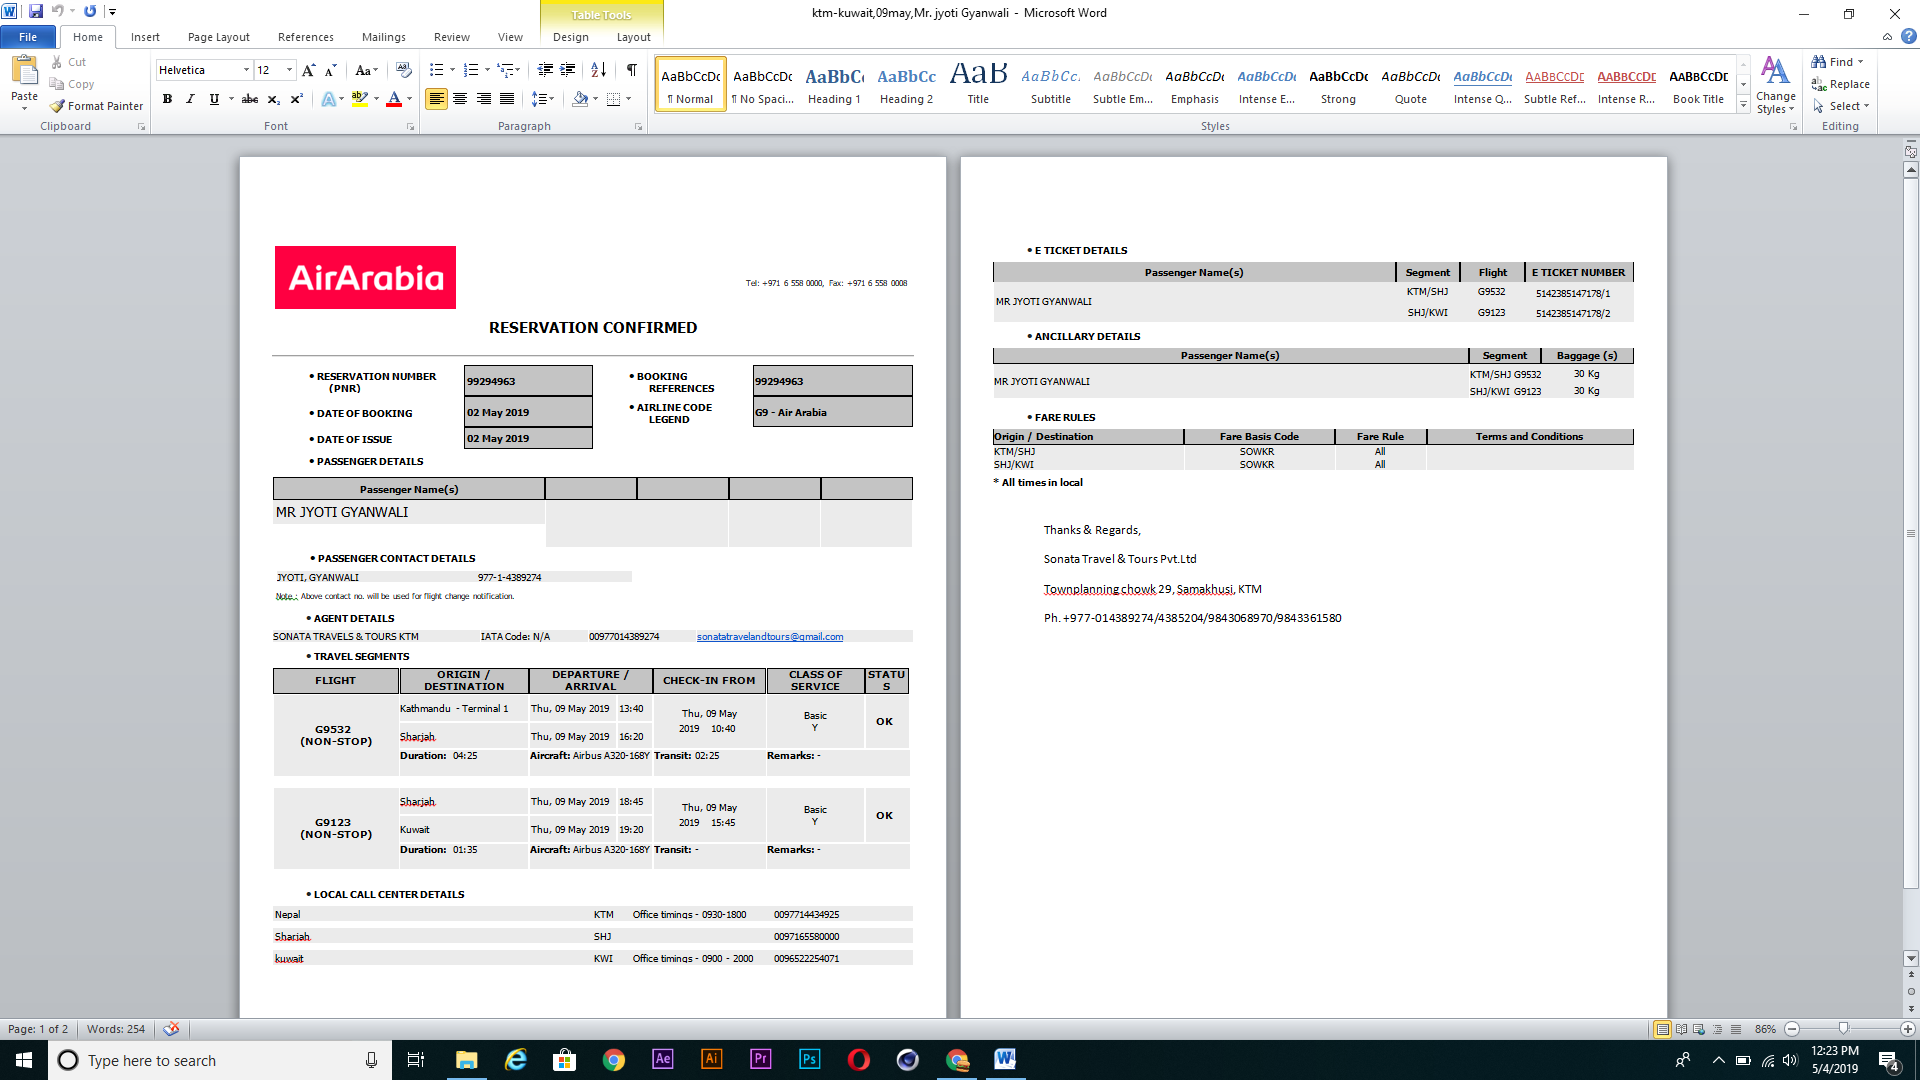 ktm-kuwait,09may,Mr. jyoti Gyanwali - Microsoft Word
Table Tools
File Home Insert Page Layout References Mailings Review View Design Layout
Paste
Cut
Copy
Format Painter
Clipboard
Helvetica 12
Font
Paragraph
AaBbCcDc AaBbCcDc AaBbC AaBbCc AaB AaBbCc. AaBbCcDc AaBbCcDc AaBbCcDc AaBbCcDc AaBbCcDc AaBbCcDc AABBCCDE AABBCCDE AABBCCDE
¶ Normal ¶ No Spaci... Heading 1 Heading 2 Title Subtitle Subtle Em... Emphasis Intense E... Strong Quote Intense Q... Subtle Ref... Intense R... Book Title
Styles
Change Styles
Find
Replace
Select
Editing
AirArabia
Tel: +971 6 558 0000, Fax: +971 6 558 0008
RESERVATION CONFIRMED
• RESERVATION NUMBER (PNR) 99294963
• BOOKING REFERENCES 99294963
• DATE OF BOOKING 02 May 2019
• AIRLINE CODE LEGEND G9 - Air Arabia
• DATE OF ISSUE 02 May 2019
• PASSENGER DETAILS
Passenger Name(s)
MR JYOTI GYANWALI
• PASSENGER CONTACT DETAILS
JYOTI, GYANWALI 977-1-4389274
Note : Above contact no. will be used for flight change notification.
• AGENT DETAILS
SONATA TRAVELS & TOURS KTM IATA Code: N/A 00977014389274 sonatatravelandtours@gmail.com
• TRAVEL SEGMENTS
FLIGHT ORIGIN / DESTINATION DEPARTURE / ARRIVAL CHECK-IN FROM CLASS OF SERVICE STATUS
G9532 (NON-STOP)
Kathmandu - Terminal 1 Thu, 09 May 2019 13:40 Thu, 09 May 2019 10:40 Basic Y OK
Sharjah Thu, 09 May 2019 16:20
Duration: 04:25 Aircraft: Airbus A320-168Y Transit: 02:25 Remarks: -
G9123 (NON-STOP)
Sharjah Thu, 09 May 2019 18:45 Thu, 09 May 2019 15:45 Basic Y OK
Kuwait Thu, 09 May 2019 19:20
Duration: 01:35 Aircraft: Airbus A320-168Y Transit: - Remarks: -
• LOCAL CALL CENTER DETAILS
Nepal KTM Office timings - 0930-1800 0097714434925
Sharjah SHJ 0097165580000
kuwait KWI Office timings - 0900 - 2000 0096522254071
• E TICKET DETAILS
Passenger Name(s) Segment Flight E TICKET NUMBER
MR JYOTI GYANWALI
KTM/SHJ G9532 5142385147178/1
SHJ/KWI G9123 5142385147178/2
• ANCILLARY DETAILS
Passenger Name(s) Segment Baggage (s)
MR JYOTI GYANWALI
KTM/SHJ G9532 30 Kg
SHJ/KWI G9123 30 Kg
• FARE RULES
Origin / Destination Fare Basis Code Fare Rule Terms and Conditions
KTM/SHJ SOWKR All
SHJ/KWI SOWKR All
* All times in local
Thanks & Regards,
Sonata Travel & Tours Pvt.Ltd
Townplanning chowk 29, Samakhusi, KTM
Ph. +977-014389274/4385204/9843068970/9843361580
Page: 1 of 2 Words: 254 86%
Type here to search
Ae Ai Pr Ps
12:23 PM
5/4/2019
4